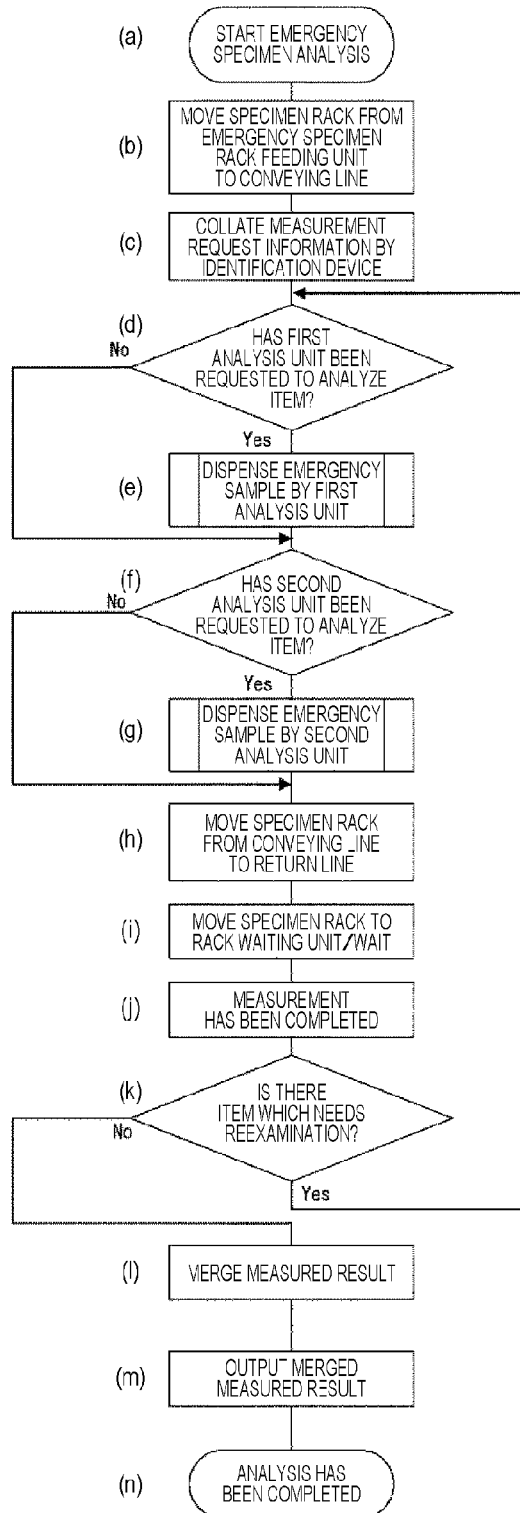 (a)
START EMERGENCY
SPECIMEN ANALYSIS
(b)
MOVE SPECIMEN RACK FROM
EMERGENCY SPECIMEN
RACK FEEDING UNIT
TO CONVEYING LINE
(c)
COLLATE MEASUREMENT
REQUEST INFORMATION BY
IDENTIFICATION DEVICE
(d)
No
HAS FIRST
ANALYSIS UNIT BEEN
REQUESTED TO ANALYZE
ITEM?
Yes
(e)
DISPENSE EMERGENCY
SAMPLE BY FIRST
ANALYSIS UNIT
(f)
No
HAS SECOND
ANALYSIS UNIT BEEN
REQUESTED TO ANALYZE
ITEM?
Yes
(g)
DISPENSE EMERGENCY
SAMPLE BY SECOND
ANALYSIS UNIT
(h)
MOVE SPECIMEN RACK
FROM CONVEYING LINE
TO RETURN LINE
(i)
MOVE SPECIMEN RACK TO
RACK WAITING UNIT/WAIT
(j)
MEASUREMENT
HAS BEEN COMPLETED
(k)
No
IS THERE
ITEM WHICH NEEDS
REEXAMINATION?
Yes
(l)
MERGE MEASURED RESULT
(m)
OUTPUT MERGED
MEASURED RESULT
(n)
ANALYSIS HAS
BEEN COMPLETED